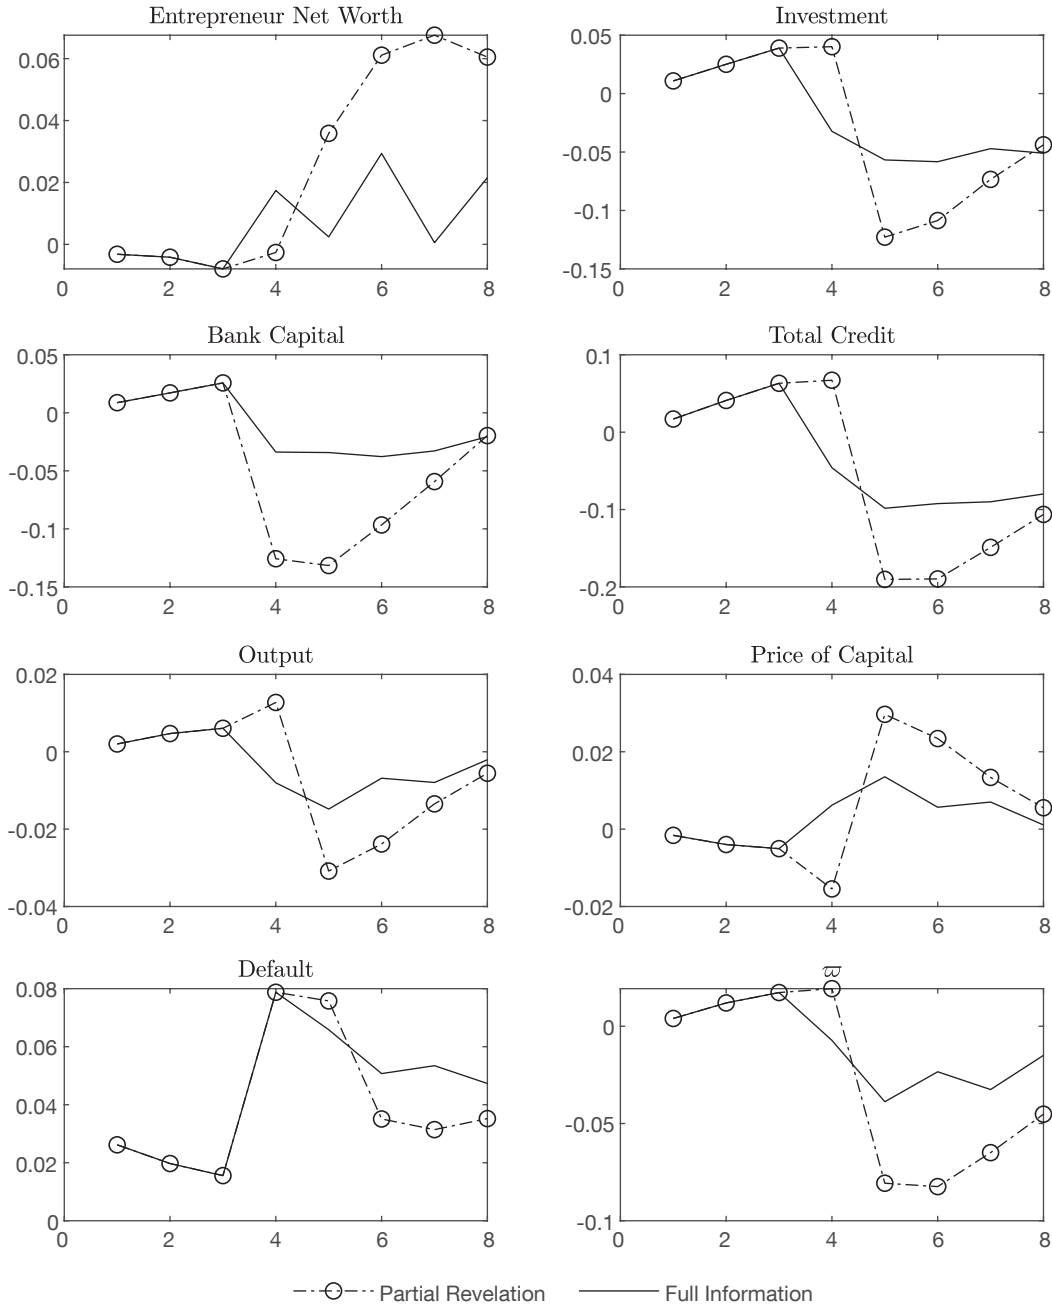 Entrepreneur Net Worth
0.06
0.04
0.02
0
0 2 4 6 8
Investment
0.05
0
-0.05
-0.1
-0.15
0 2 4 6 8
Bank Capital
0.05
0
-0.05
-0.1
-0.15
0 2 4 6 8
Total Credit
0.1
0
-0.1
-0.2
0 2 4 6 8
Output
0.02
0
-0.02
-0.04
0 2 4 6 8
Price of Capital
0.04
0.02
0
-0.02
0 2 4 6 8
Default
0.08
0.06
0.04
0.02
0
0 2 4 6 8
ϖ
0
-0.05
-0.1
0 2 4 6 8
Partial Revelation
Full Information